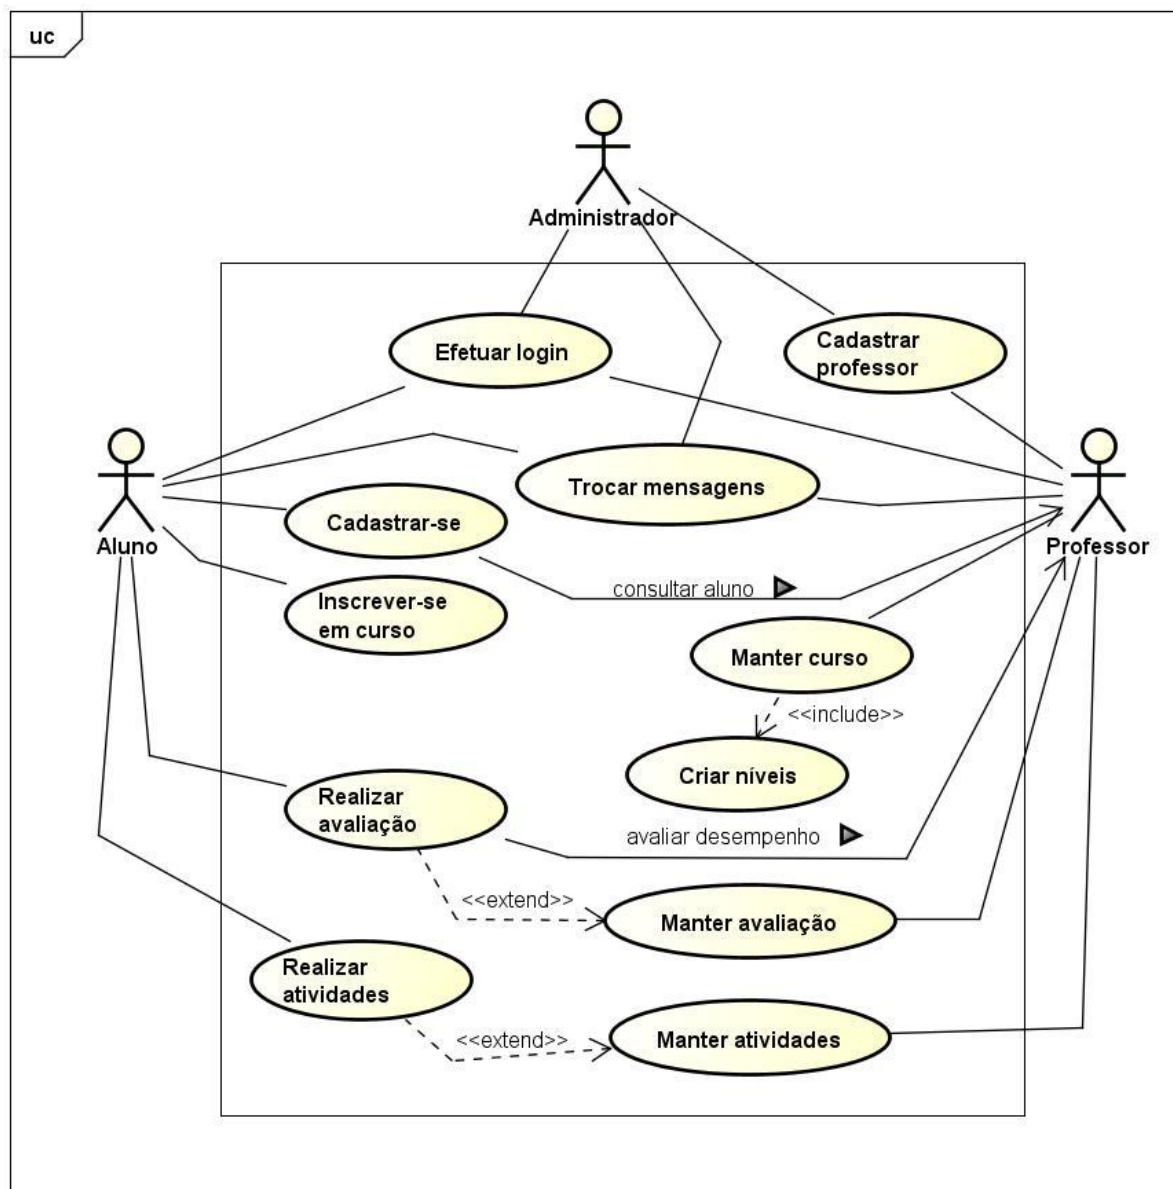 uc
Administrador
Efetuar login
Cadastrar
professor
Trocar mensagens
Cadastrar-se
Aluno
Professor
consultar aluno
Inscrever-se
em curso
Manter curso
<<include>>
Criar níveis
Realizar
avaliação
avaliar desempenho
<<extend>>
Manter avaliação
Realizar
atividades
<<extend>>
Manter atividades